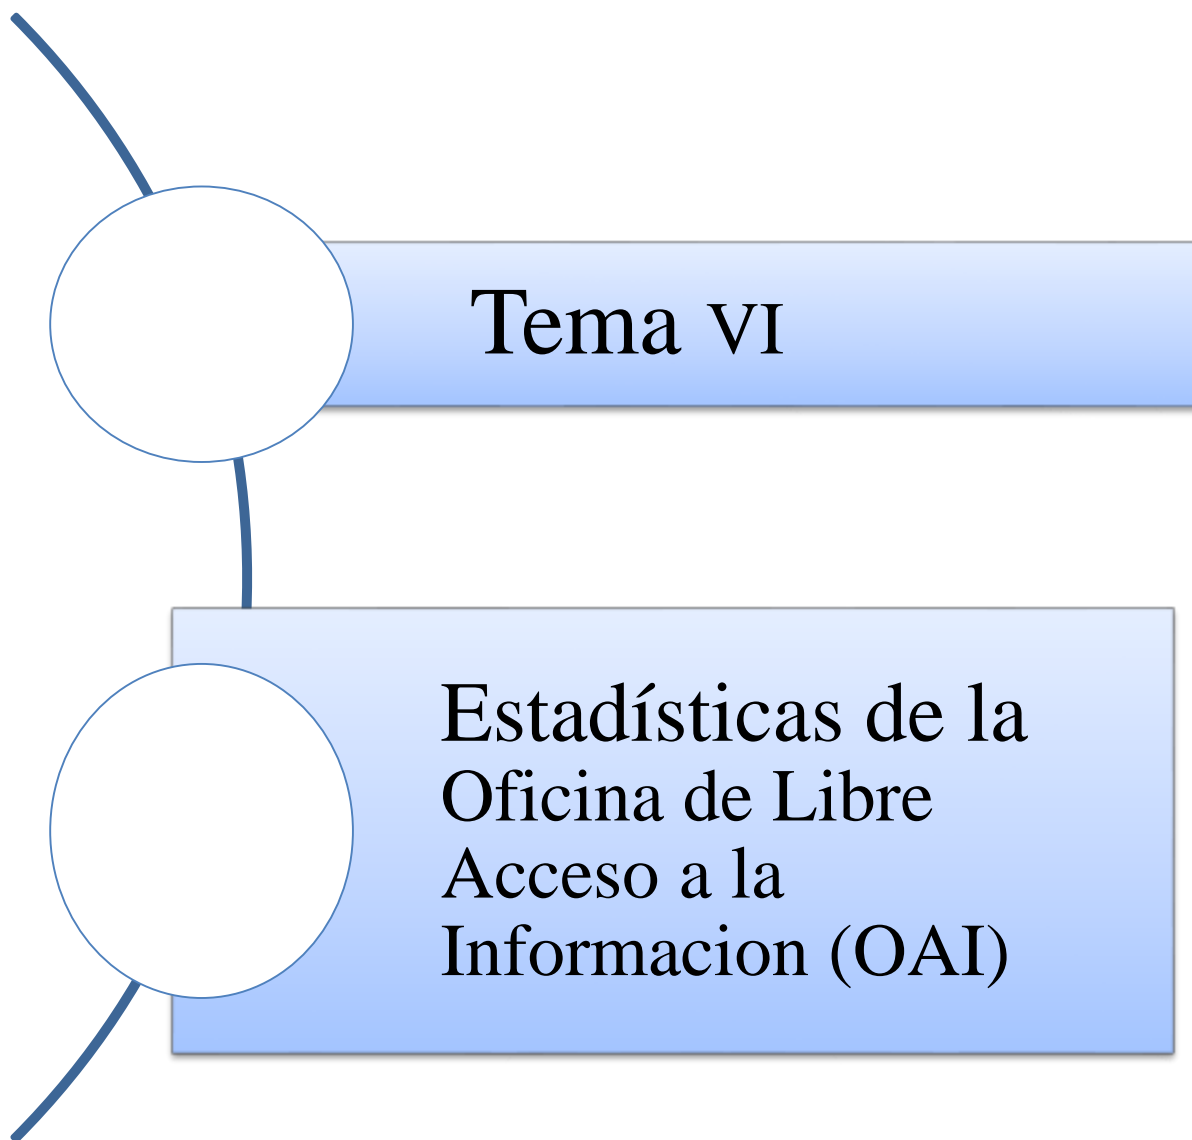 Tema VI
Estadísticas de la
Oficina de Libre
Acceso a la
Informacion (OAI)